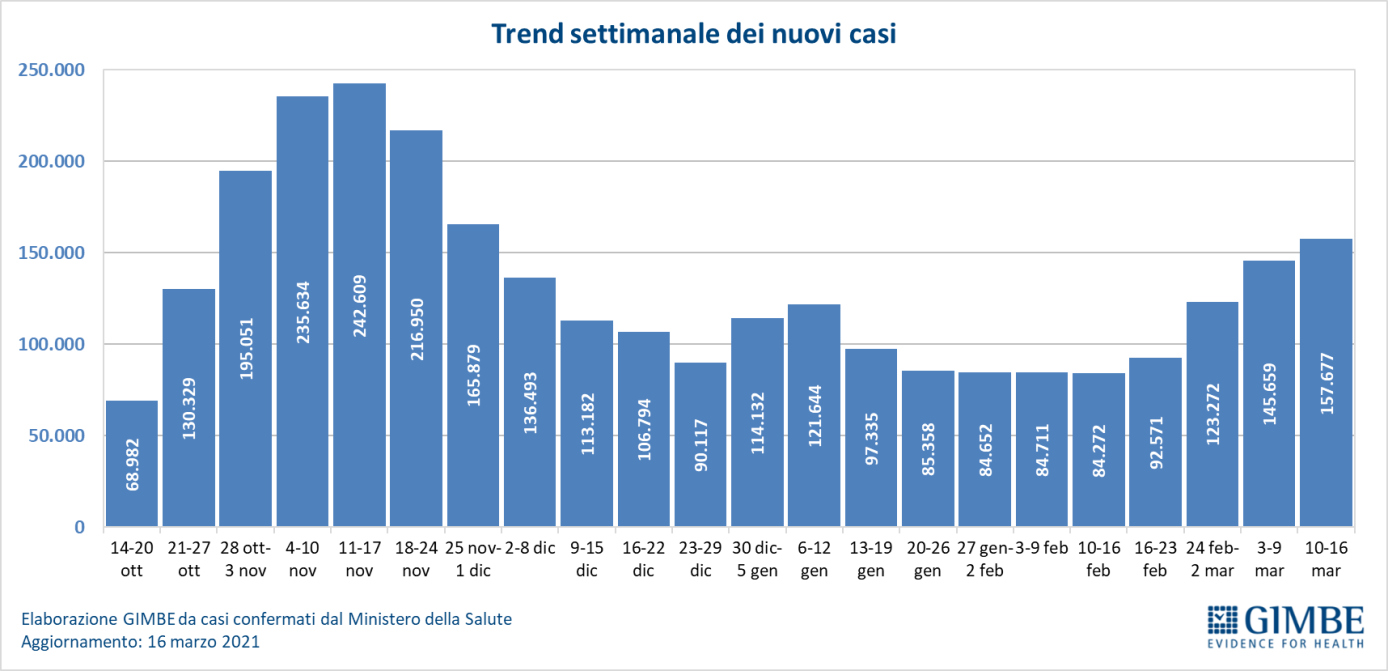 Trend settimanale dei nuovi casi
250.000
200.000
150.000
100.000
50.000
0
68.982
130.329
195.051
235.634
242.609
216.950
165.879
136.493
113.182
106.794
90.117
114.132
121.644
97.335
85.358
84.652
84.711
84.272
92.571
123.272
145.659
157.677
14-20
ott
21-27
ott
28 ott-
3 nov
4-10
nov
11-17
nov
18-24
nov
25 nov-
1 dic
2-8 dic
9-15
dic
16-22
dic
23-29
dic
30 dic-
5 gen
6-12
gen
13-19
gen
20-26
gen
27 gen-
2 feb
3-9 feb
10-16
feb
16-23
feb
24 feb-
2 mar
3-9
mar
10-16
mar
Elaborazione GIMBE da casi confermati dal Ministero della Salute
Aggiornamento: 16 marzo 2021
GIMBE
EVIDENCE FOR HEALTH